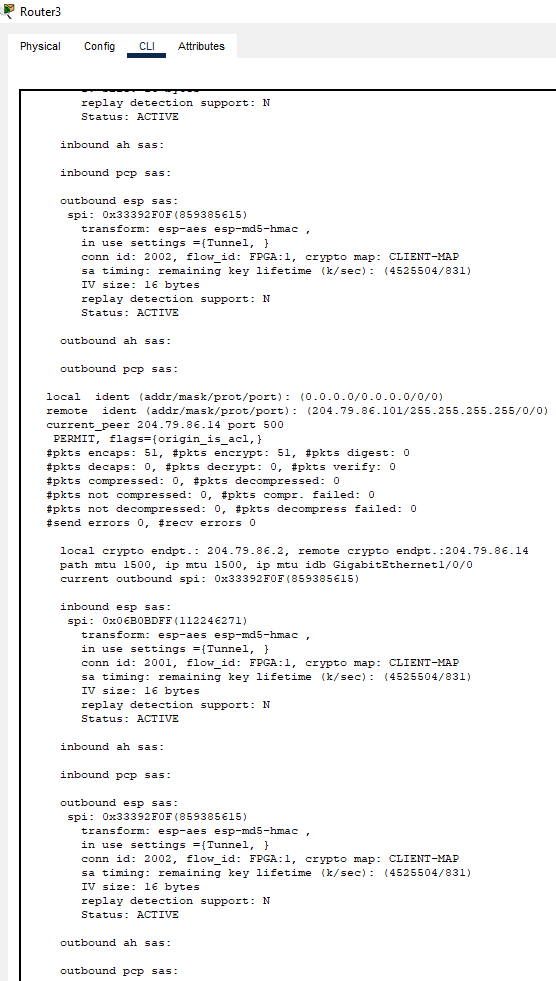 Router3
Physical Config CLI Attributes
replay detection support: N
Status: ACTIVE
inbound ah sas:
inbound pcp sas:
outbound esp sas:
spi: 0x33392F0F(859385615)
transform: esp-aes esp-md5-hmac ,
in use settings ={Tunnel, }
conn id: 2002, flow_id: FPGA:1, crypto map: CLIENT-MAP
sa timing: remaining key lifetime (k/sec): (4525504/831)
IV size: 16 bytes
replay detection support: N
Status: ACTIVE
outbound ah sas:
outbound pcp sas:
local  ident (addr/mask/prot/port): (0.0.0.0/0.0.0.0/0/0)
remote  ident (addr/mask/prot/port): (204.79.86.101/255.255.255.255/0/0)
current_peer 204.79.86.14 port 500
PERMIT, flags={origin_is_acl,}
#pkts encaps: 51, #pkts encrypt: 51, #pkts digest: 0
#pkts decaps: 0, #pkts decrypt: 0, #pkts verify: 0
#pkts compressed: 0, #pkts decompressed: 0
#pkts not compressed: 0, #pkts compr. failed: 0
#pkts not decompressed: 0, #pkts decompress failed: 0
#send errors 0, #recv errors 0
local crypto endpt.: 204.79.86.2, remote crypto endpt.:204.79.86.14
path mtu 1500, ip mtu 1500, ip mtu idb GigabitEthernet1/0/0
current outbound spi: 0x33392F0F(859385615)
inbound esp sas:
spi: 0x06B0BDFF(112246271)
transform: esp-aes esp-md5-hmac ,
in use settings ={Tunnel, }
conn id: 2001, flow_id: FPGA:1, crypto map: CLIENT-MAP
sa timing: remaining key lifetime (k/sec): (4525504/831)
IV size: 16 bytes
replay detection support: N
Status: ACTIVE
inbound ah sas:
inbound pcp sas:
outbound esp sas:
spi: 0x33392F0F(859385615)
transform: esp-aes esp-md5-hmac ,
in use settings ={Tunnel, }
conn id: 2002, flow_id: FPGA:1, crypto map: CLIENT-MAP
sa timing: remaining key lifetime (k/sec): (4525504/831)
IV size: 16 bytes
replay detection support: N
Status: ACTIVE
outbound ah sas:
outbound pcp sas: